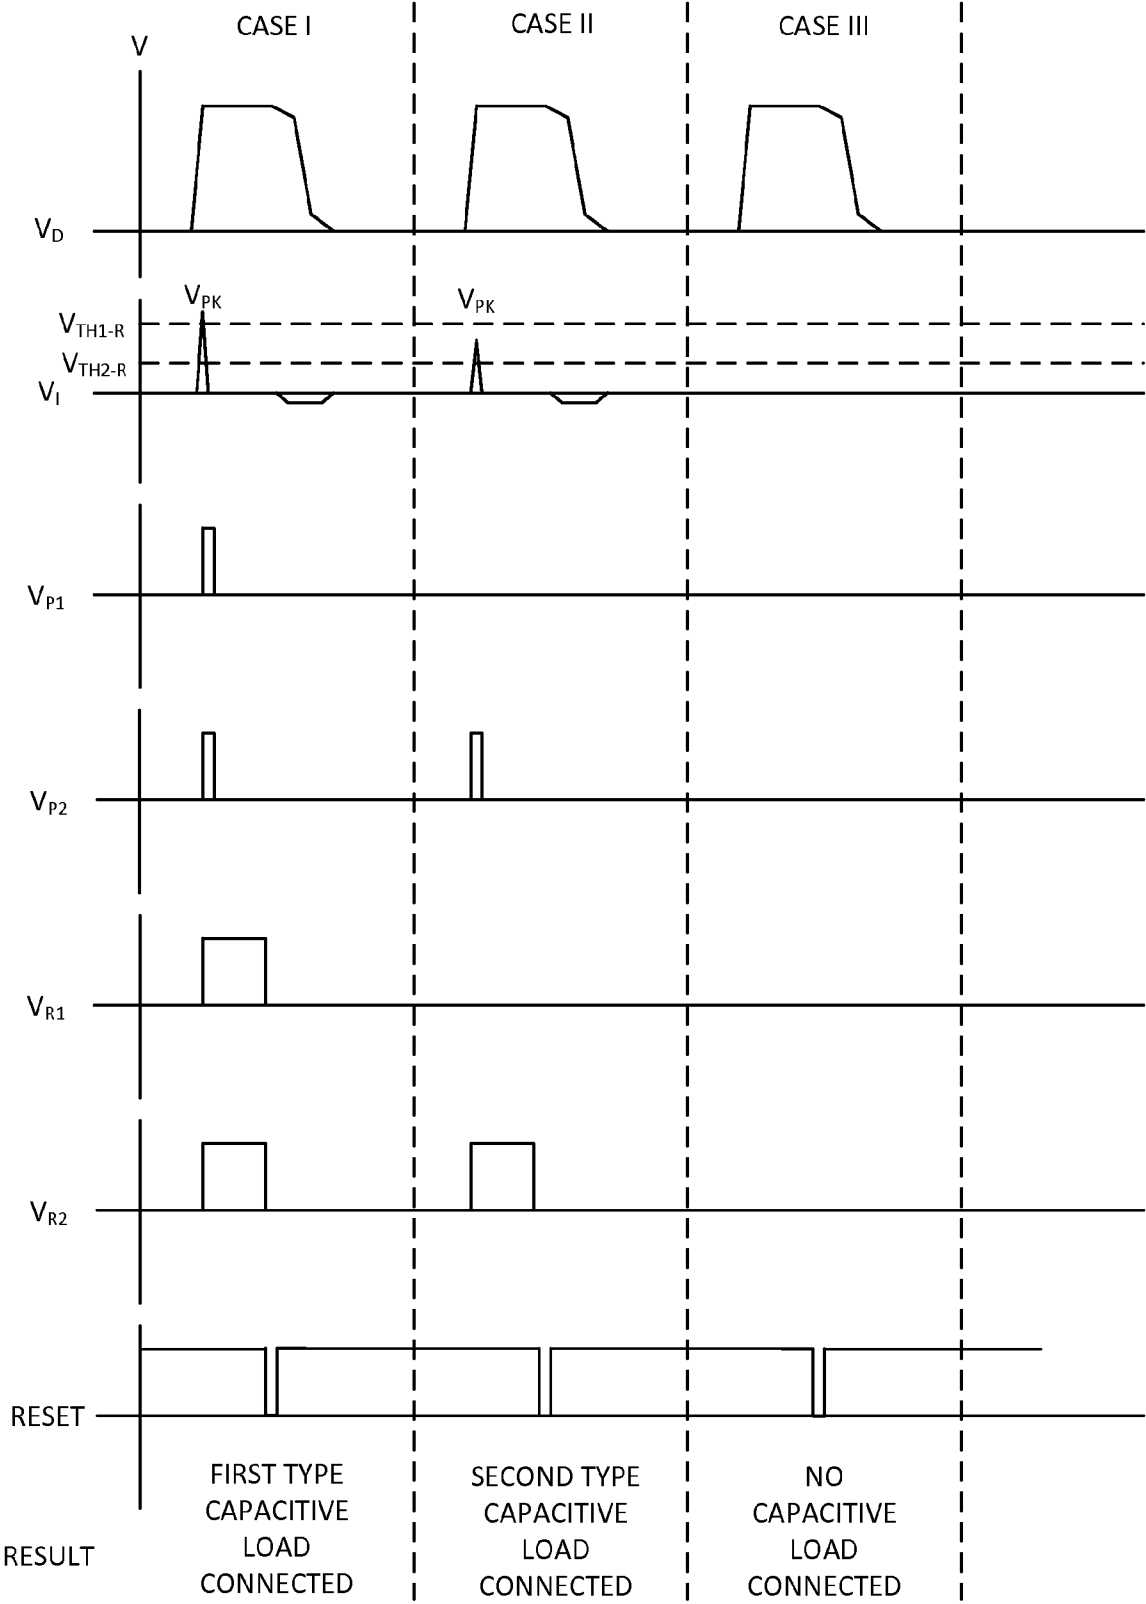 CASE I
CASE II
CASE III
V
VD
VPK
VPK
VTH1-R
VTH2-R
VI
VP1
VP2
VR1
VR2
RESET
RESULT
FIRST TYPE
CAPACITIVE
LOAD
CONNECTED
SECOND TYPE
CAPACITIVE
LOAD
CONNECTED
NO
CAPACITIVE
LOAD
CONNECTED